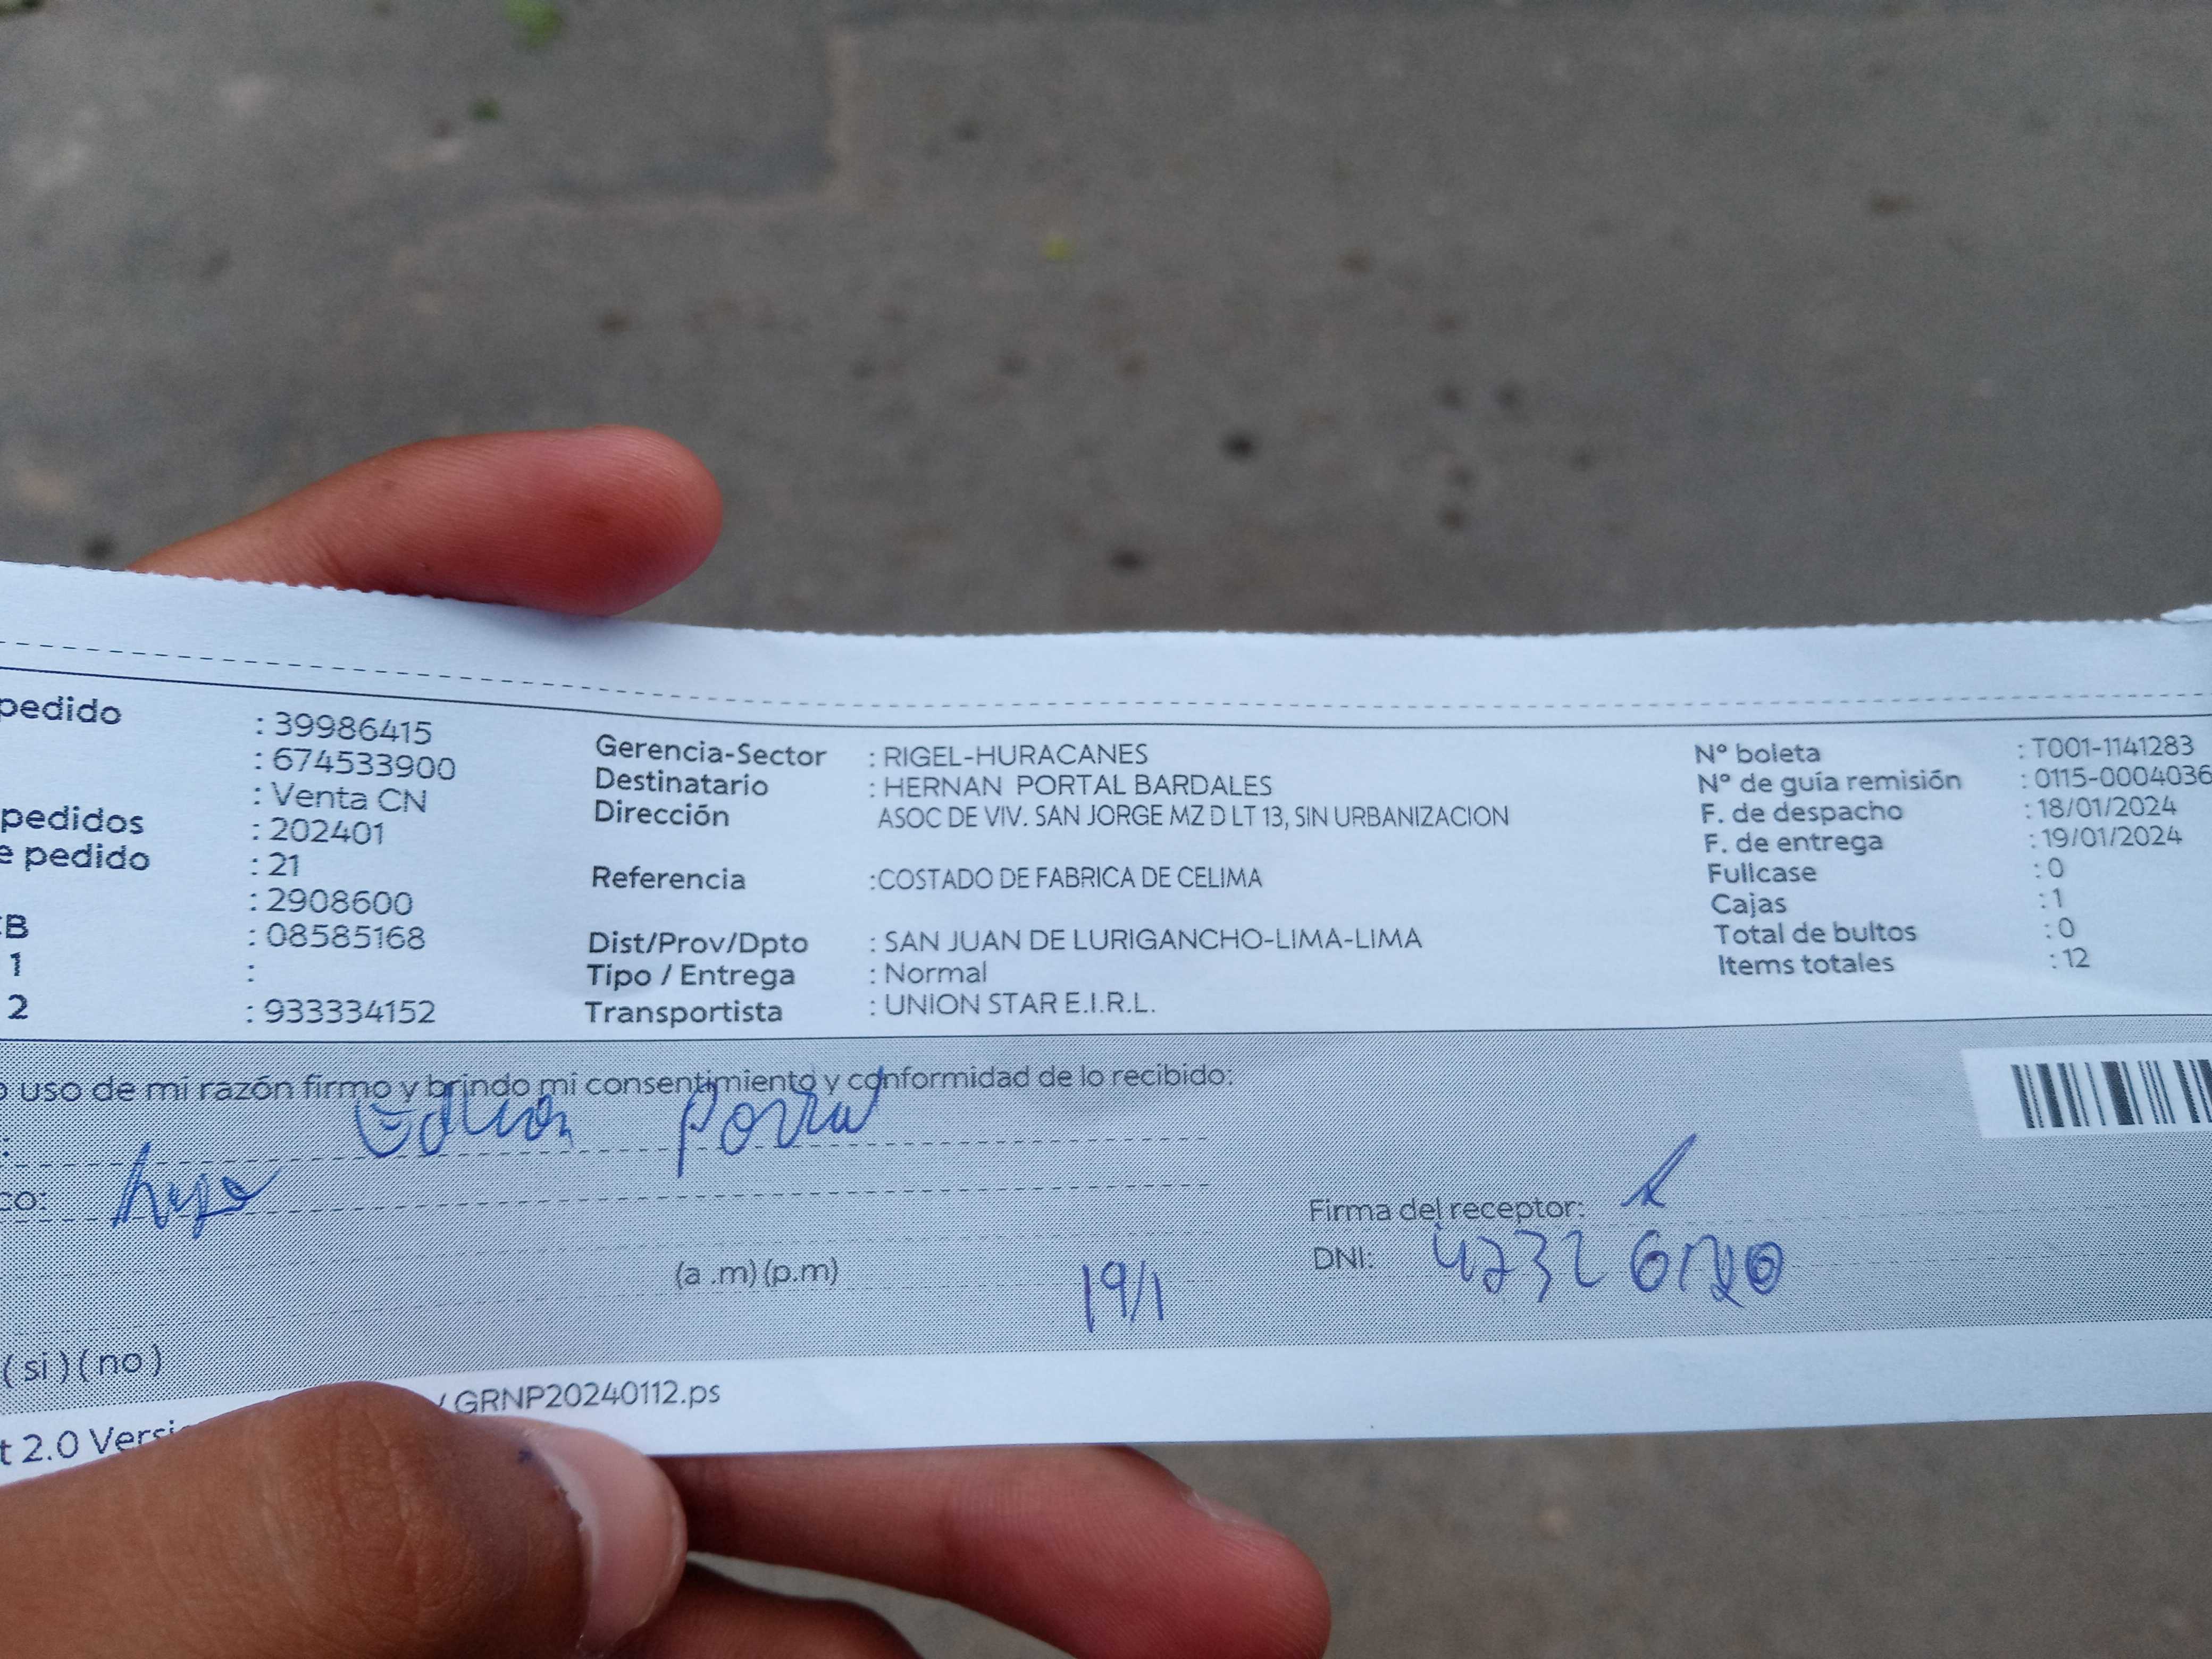 pedido : 39986415
: 674533900
: Venta CN
pedidos : 202401
e pedido : 21
: 2908600
CB : 08585168
1 :
2 : 933334152
Gerencia-Sector : RIGEL-HURACANES
Destinatario : HERNAN PORTAL BARDALES
Dirección ASOC DE VIV. SAN JORGE MZ D LT 13, SIN URBANIZACION
Referencia :COSTADO DE FABRICA DE CELIMA
Dist/Prov/Dpto : SAN JUAN DE LURIGANCHO-LIMA-LIMA
Tipo / Entrega : Normal
Transportista : UNION STAR E.I.R.L.
N° boleta : T001-1141283
N° de guía remisión : 0115-0004036
F. de despacho : 18/01/2024
F. de entrega : 19/01/2024
Fullcase : 0
Cajas : 1
Total de bultos : 0
Items totales : 12
o uso de mi razón firmo y brindo mi consentimiento y conformidad de lo recibido:
:
co:
Firma del receptor:
DNI:
(a .m) (p.m) 19/1
( si ) ( no )
/ GRNP20240112.ps
t 2.0 Versi